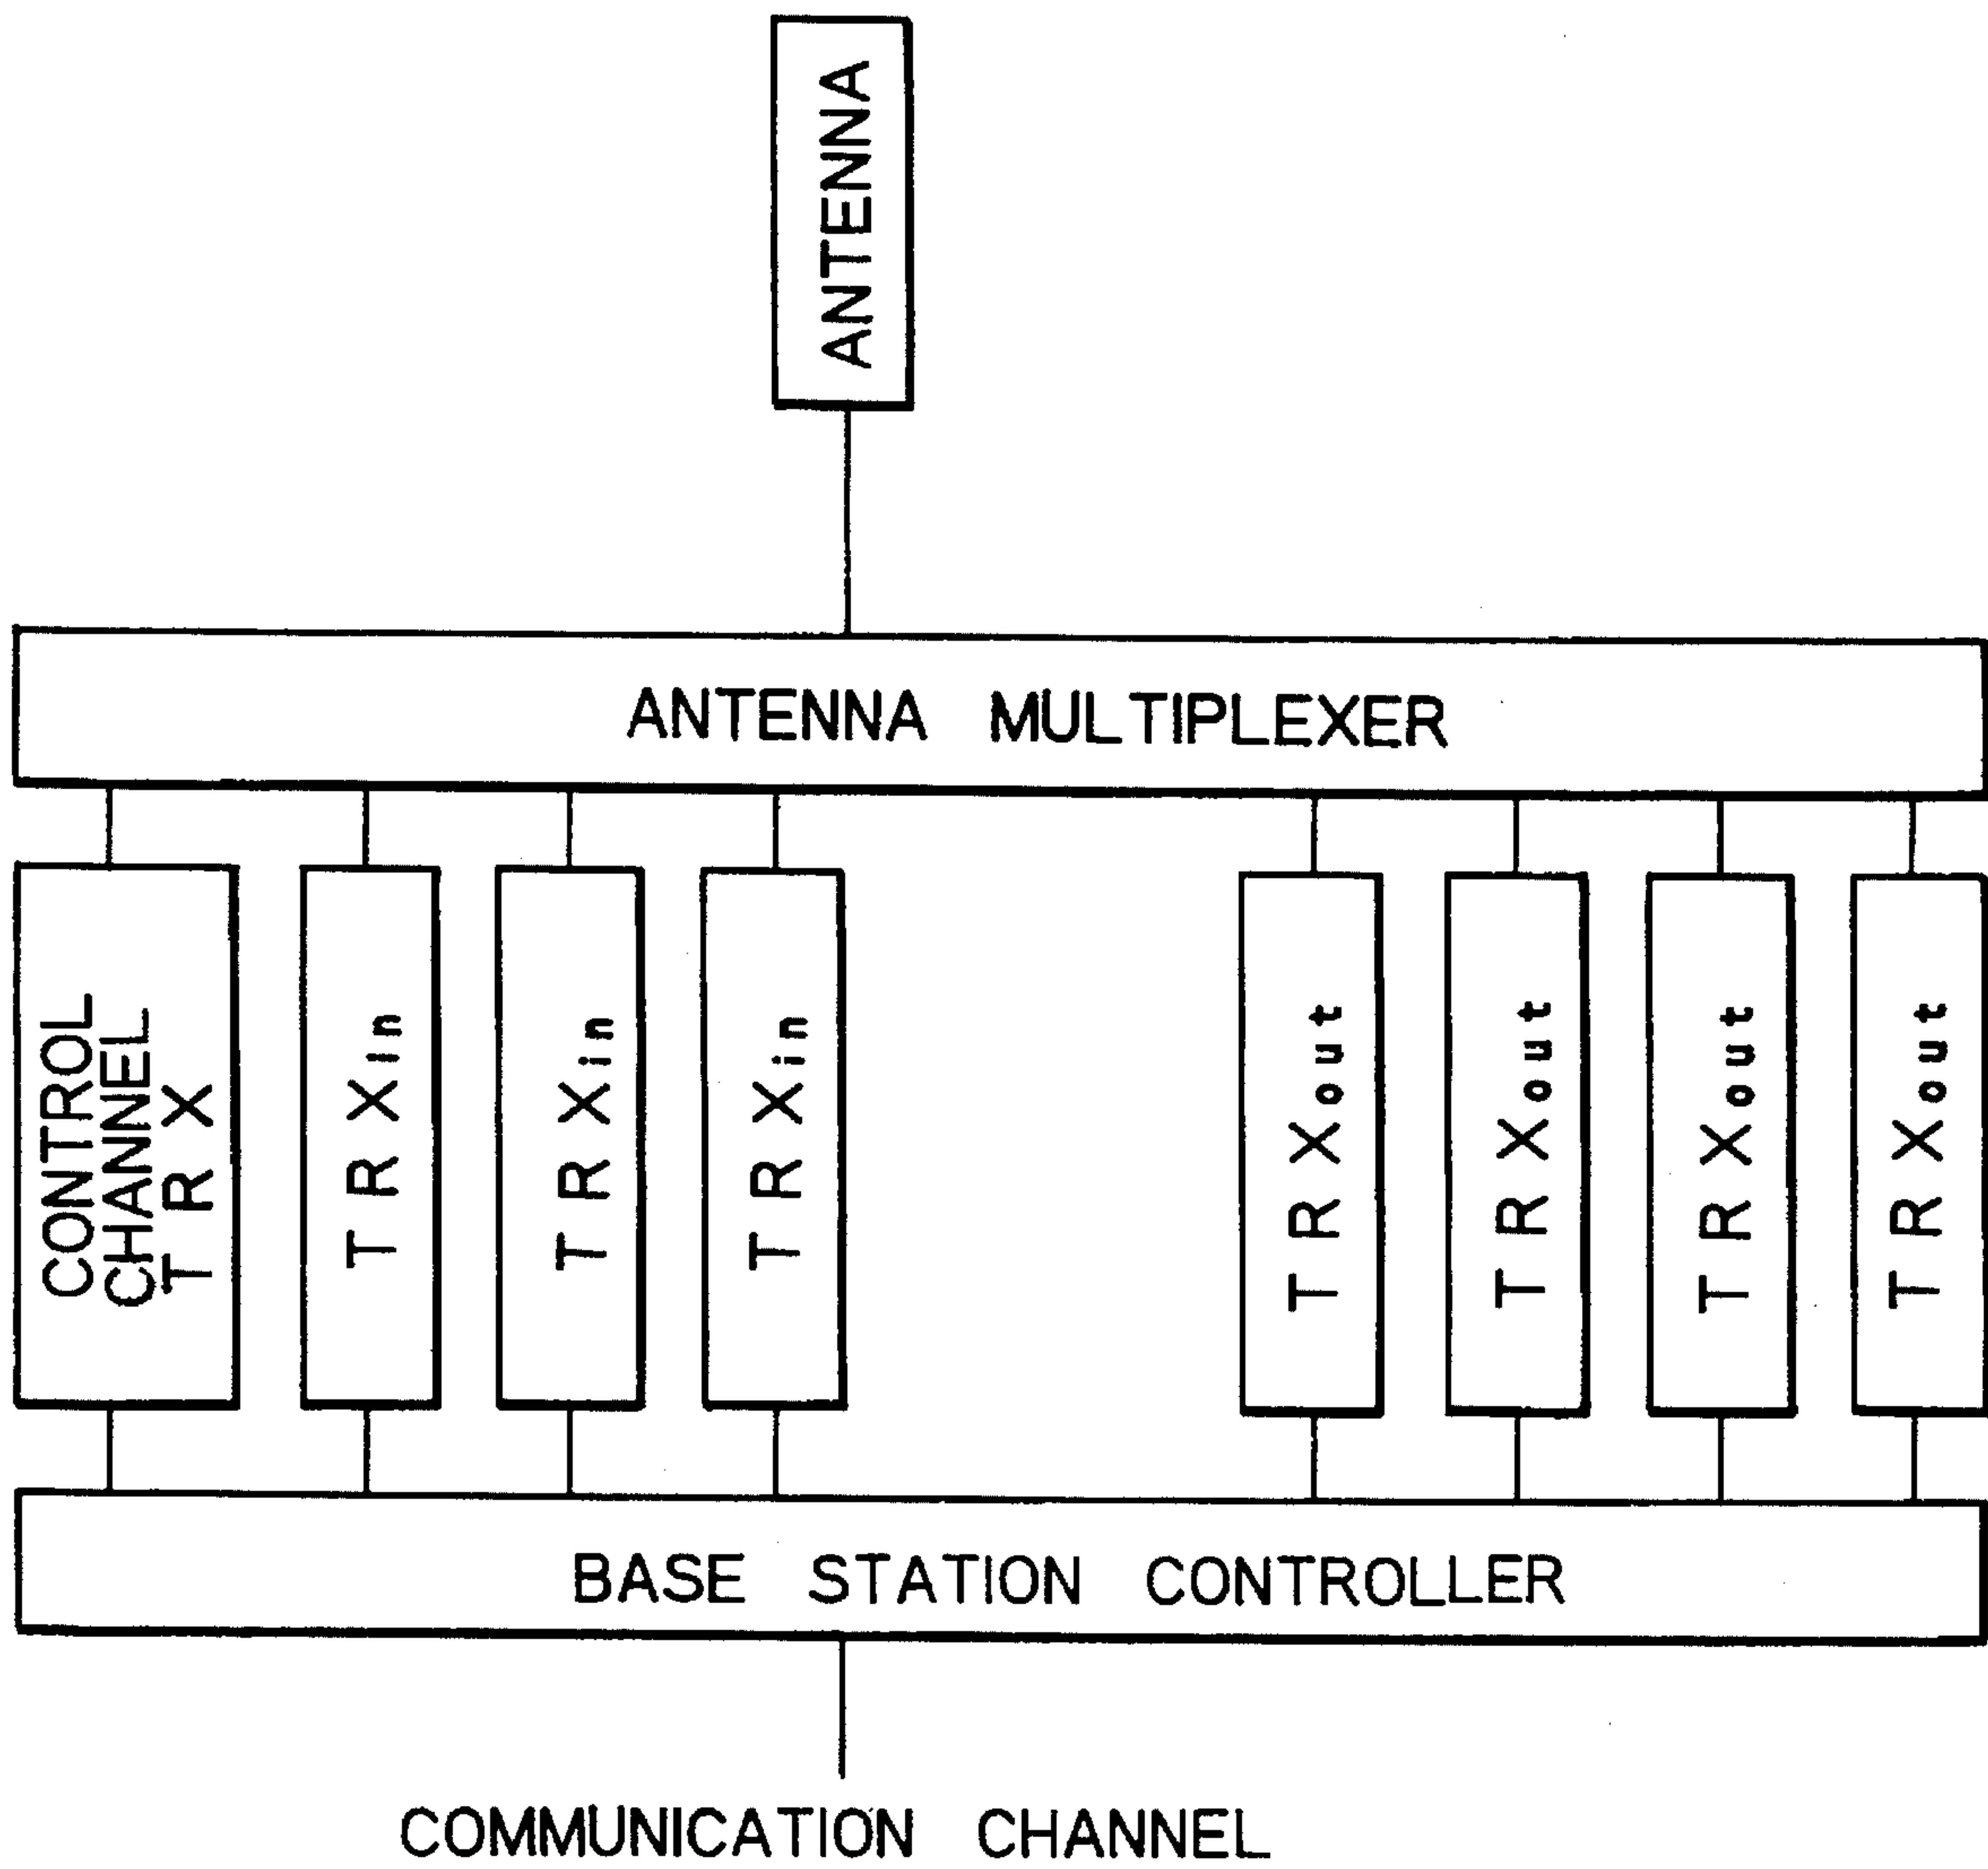 ANTENNA
ANTENNA MULTIPLEXER
CONTROL
CHANNEL
TRX
TRXin
TRXin
TRXin
TRXout
TRXout
TRXout
TRXout
BASE STATION CONTROLLER
COMMUNICATION CHANNEL